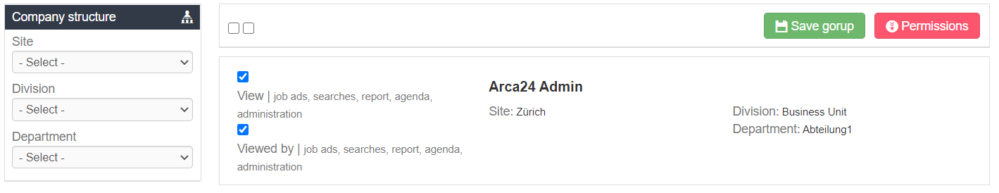 Company structure
Site
- Select -
Division
- Select -
Department
- Select -
Save gorup
Permissions
View | job ads, searches, report, agenda,
administration
Viewed by | job ads, searches, report, agenda,
administration
Arca24 Admin
Site: Zürich
Division: Business Unit
Department: Abteilung1